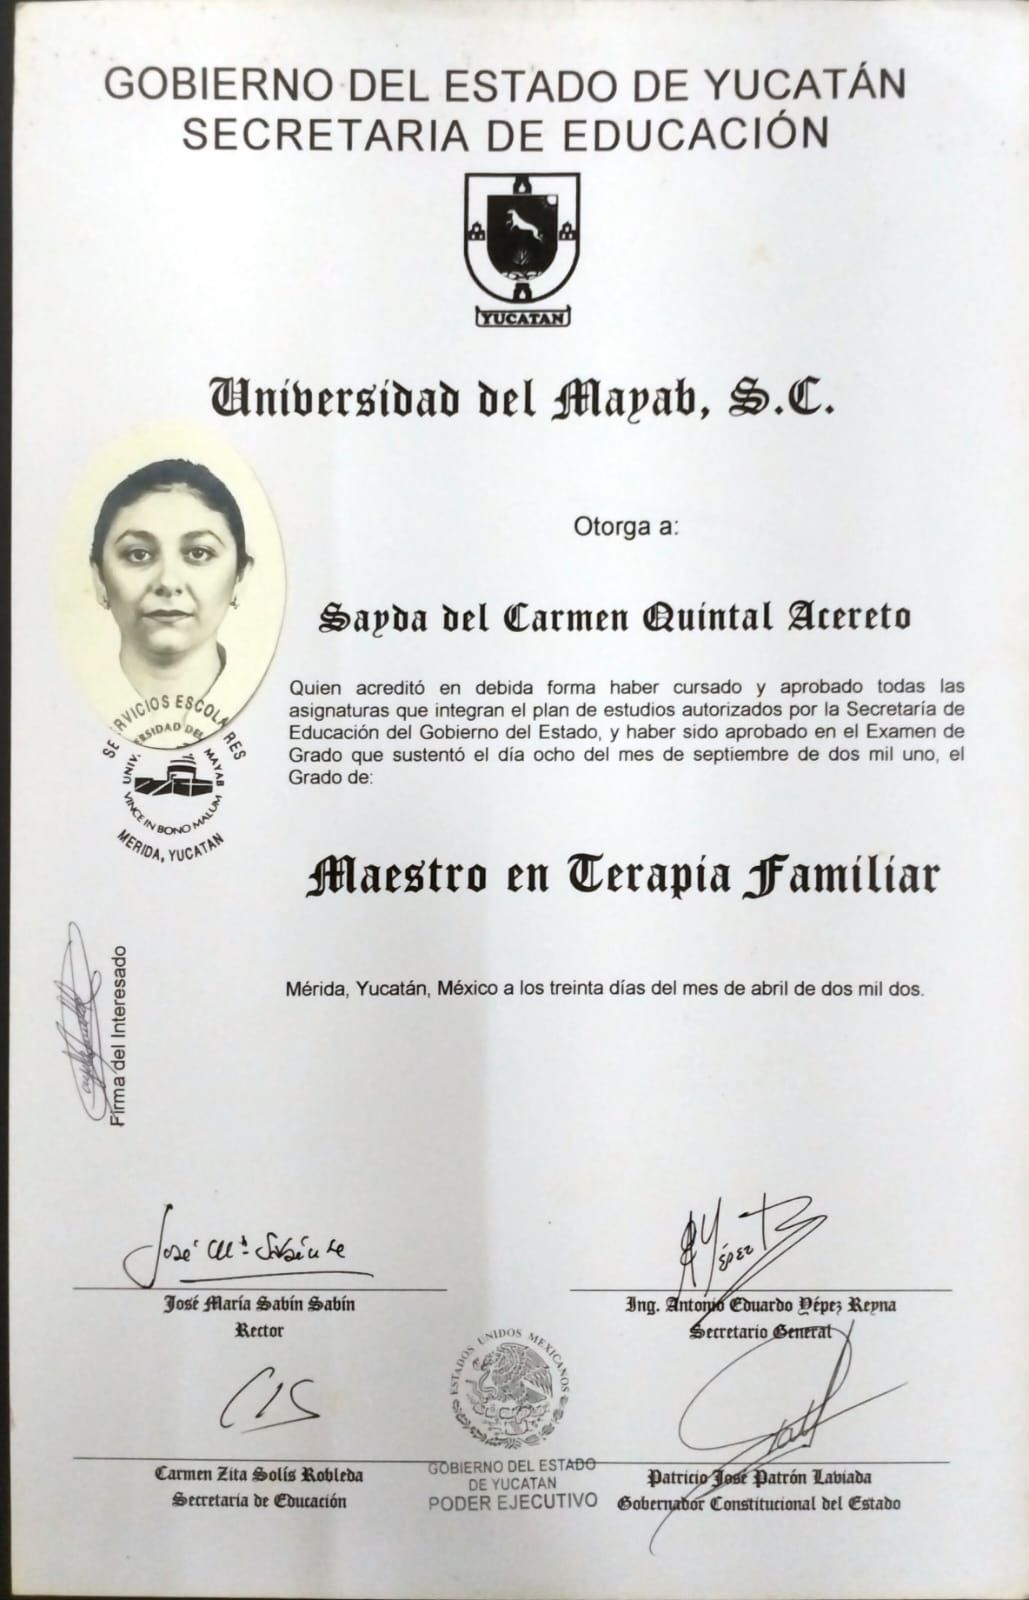 GOBIERNO DEL ESTADO DE YUCATÁN
SECRETARIA DE EDUCACIÓN
YUCATAN
Universidad del Mayab, S.C.
Otorga a:
Sayda del Carmen Quintal Acereto
Quien acreditó en debida forma haber cursado y aprobado todas las
asignaturas que integran el plan de estudios autorizados por la Secretaría de
Educación del Gobierno del Estado, y haber sido aprobado en el Examen de
Grado que sustentó el día ocho del mes de septiembre de dos mil uno, el
Grado de:
SERVICIOS ESCOLARES
UNIVERSIDAD DEL MAYAB
VINCE IN BONO MALUM
MERIDA, YUCATAN
Maestro en Terapia Familiar
Mérida, Yucatán, México a los treinta días del mes de abril de dos mil dos.
Firma del Interesado
José Mª Sabín
José María Sabín Sabín
Rector
Yépez
Ing. Antonio Eduardo Yépez Reyna
Secretario General
ESTADOS UNIDOS MEXICANOS
GOBIERNO DEL ESTADO
DE YUCATAN
PODER EJECUTIVO
Carmen Zita Solís Robleda
Secretaria de Educación
Patricio José Patrón Laviada
Gobernador Constitucional del Estado